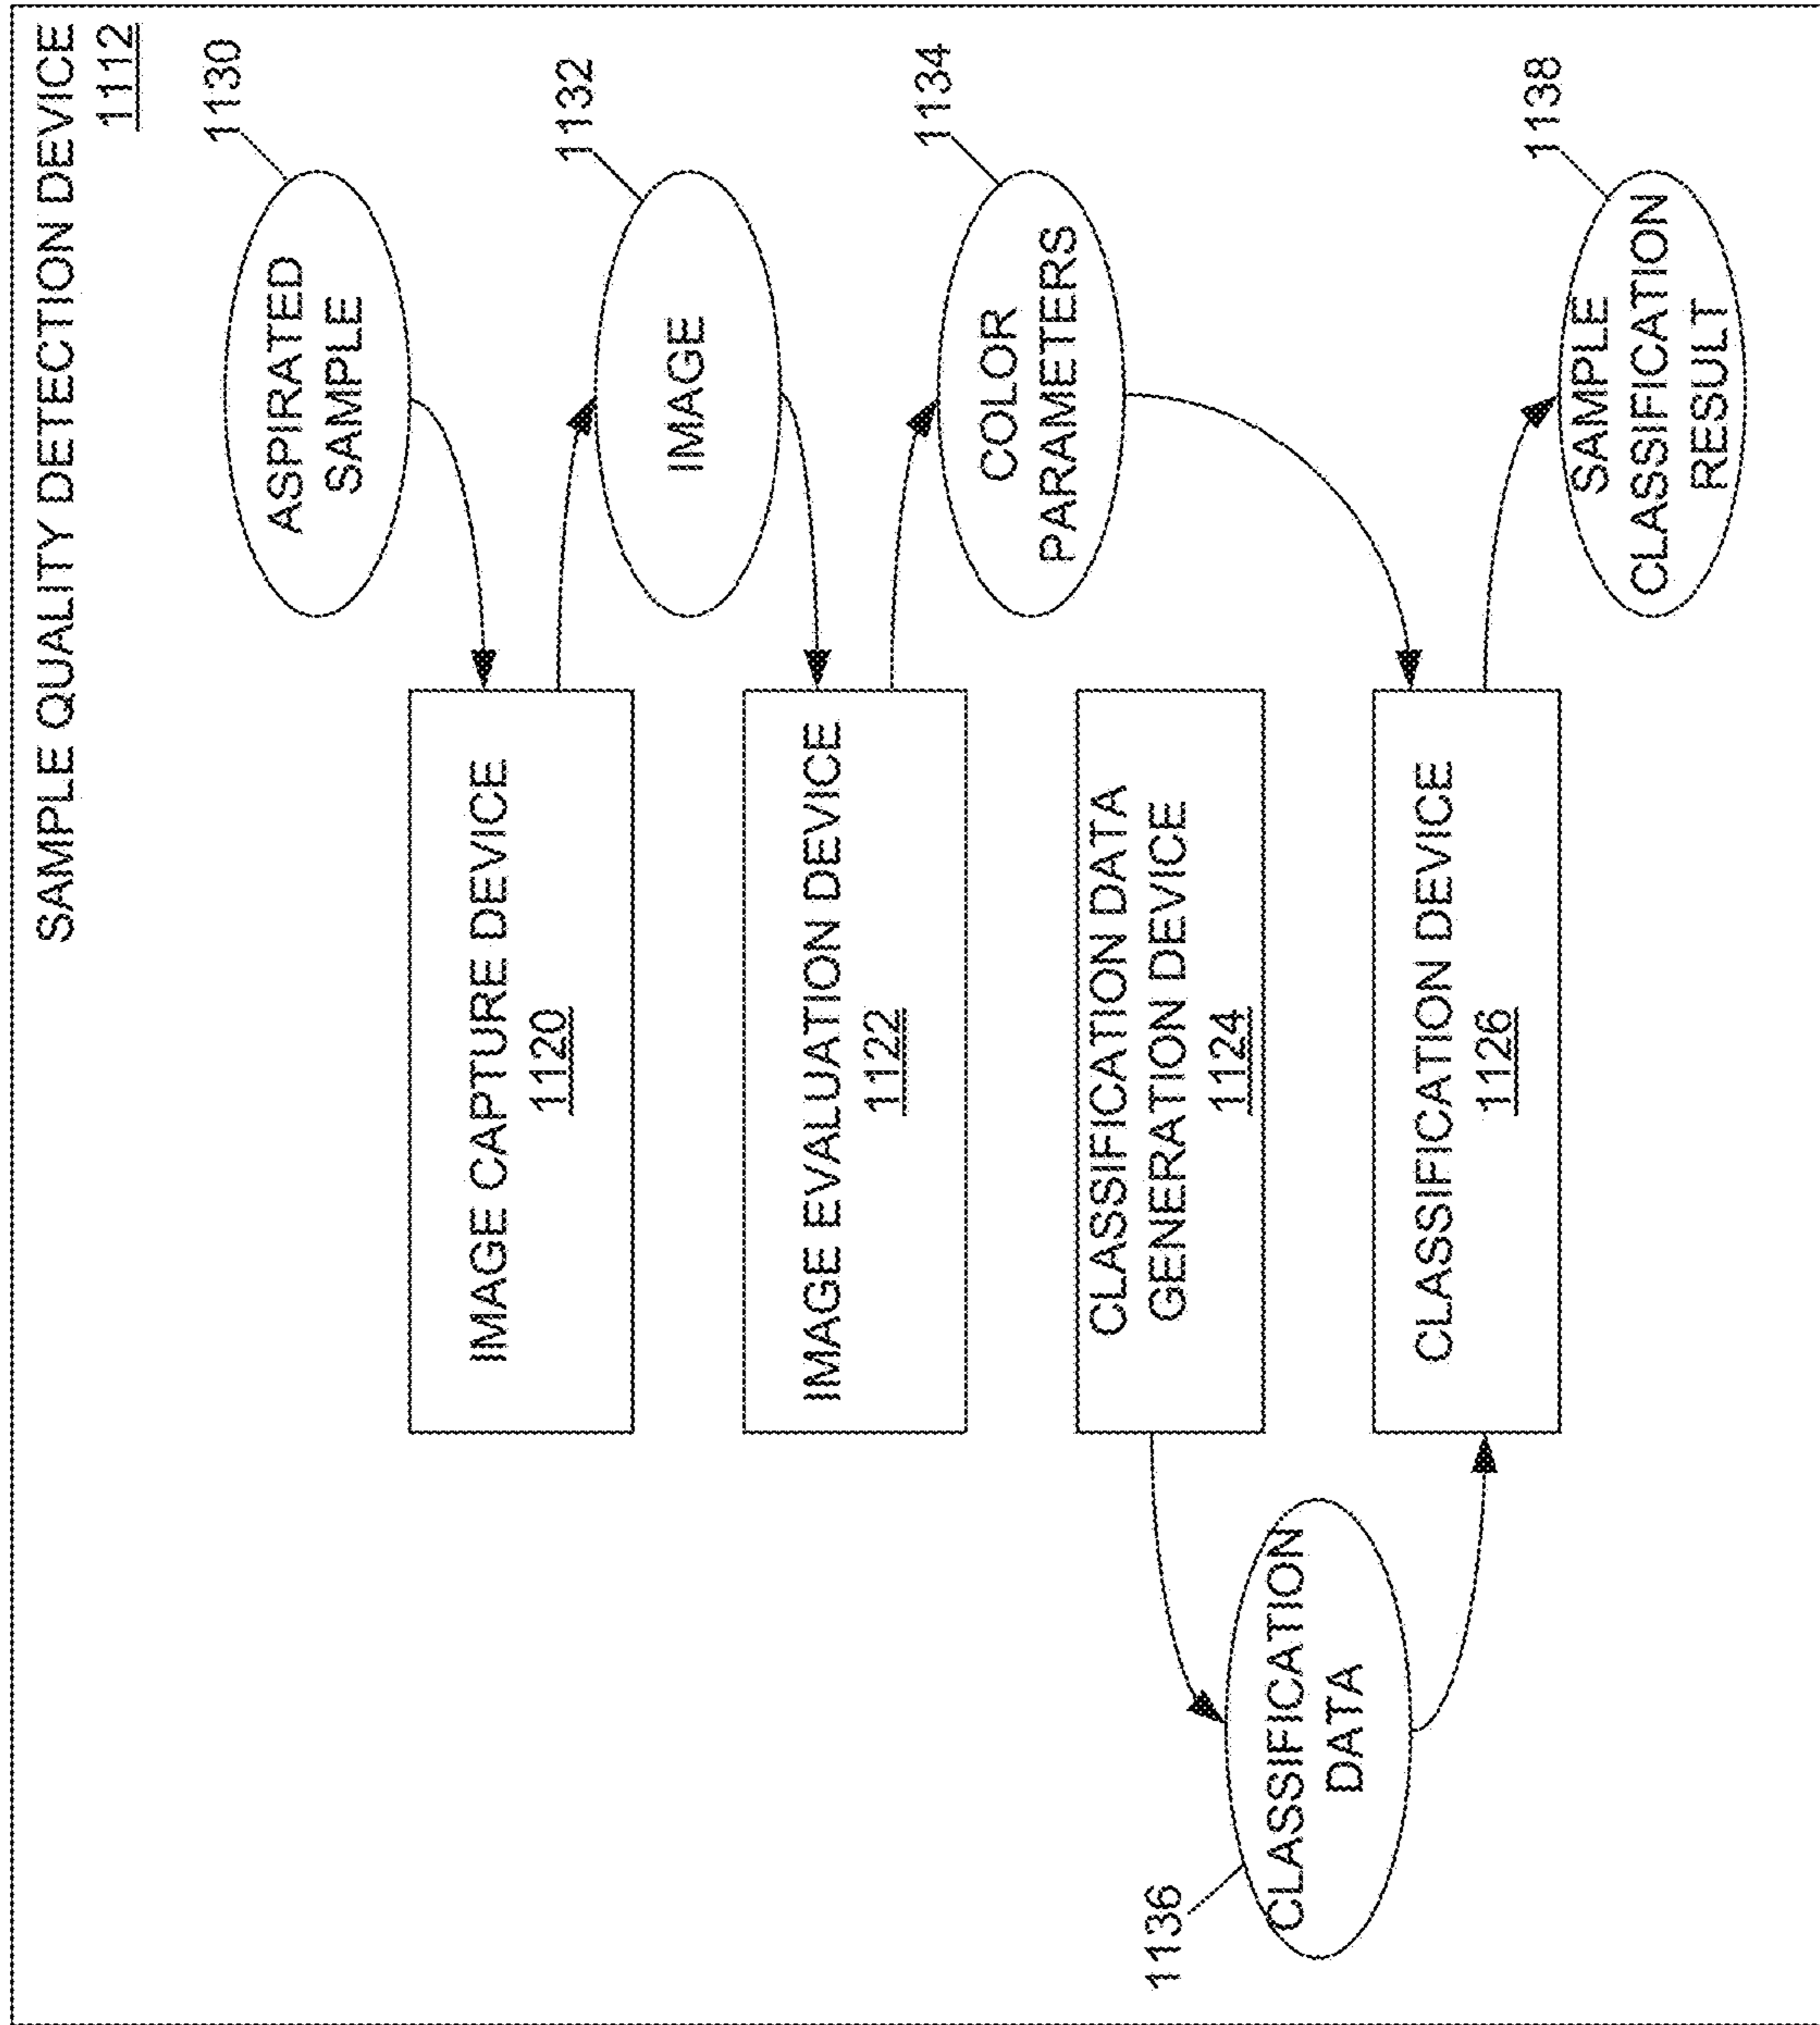 SAMPLE QUALITY DETECTION DEVICE
1112
1130
ASPIRATED
SAMPLE
IMAGE CAPTURE DEVICE
1120
1132
IMAGE
IMAGE EVALUATION DEVICE
1122
1134
COLOR
PARAMETERS
CLASSIFICATION DATA
GENERATION DEVICE
1124
1136
CLASSIFICATION
DATA
CLASSIFICATION DEVICE
1126
1138
SAMPLE
CLASSIFICATION
RESULT